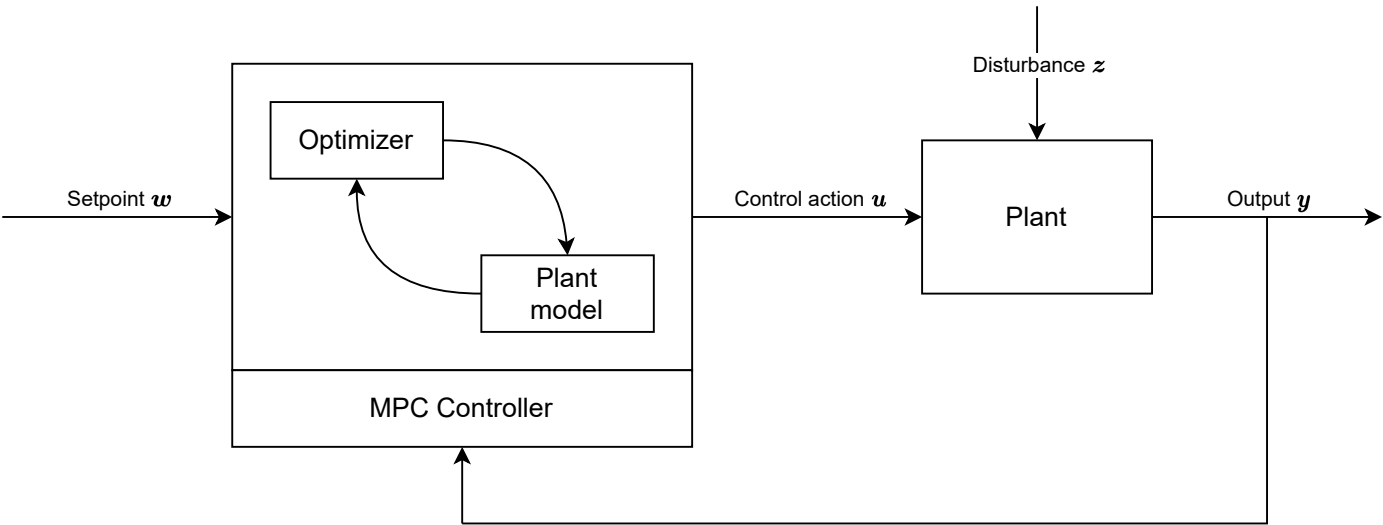 Disturbance z
Optimizer
Setpoint w
Control action u
Plant
Output y
Plant
model
MPC Controller